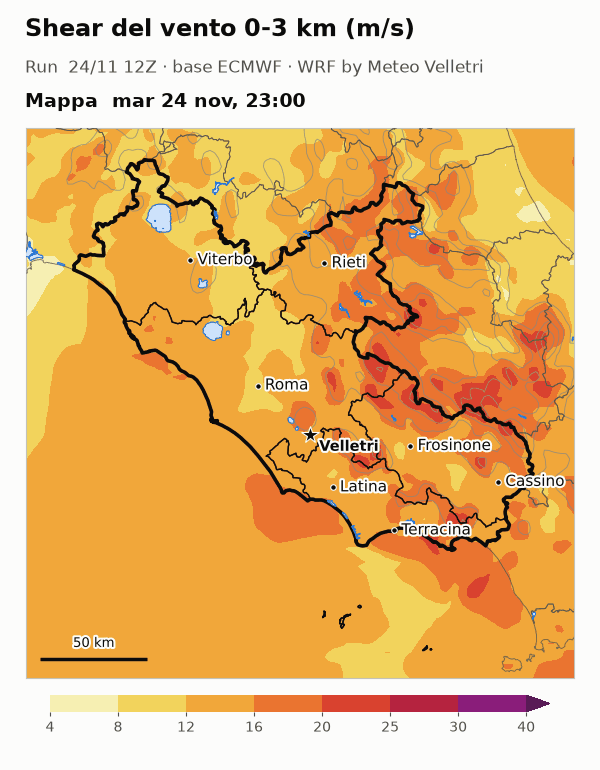 Shear del vento 0-3 km (m/s)
Run  24/11 12Z · base ECMWF · WRF by Meteo Velletri
Mappa  mar 24 nov, 23:00
Viterbo
Rieti
Roma
Velletri
Frosinone
Latina
Cassino
Terracina
50 km
4 8 12 16 20 25 30 40